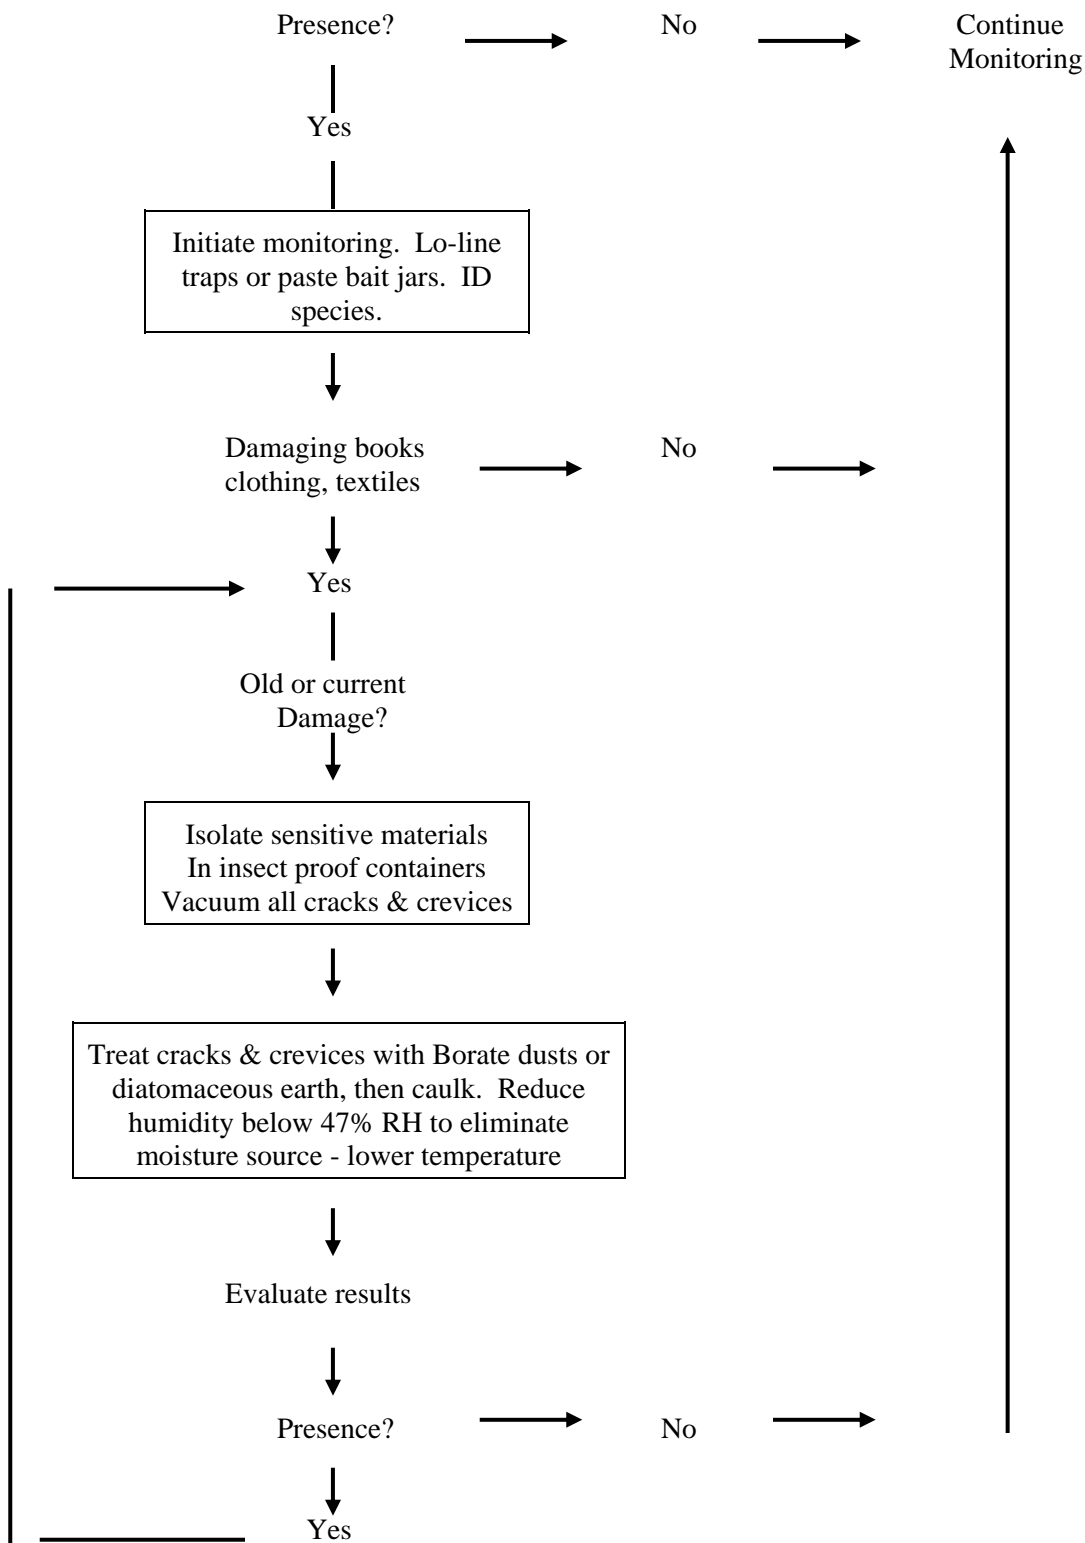 Presence?
No
Continue
Monitoring
Yes
Initiate monitoring.  Lo-line
traps or paste bait jars.  ID
species.
Damaging books
clothing, textiles
No
Yes
Old or current
Damage?
Isolate sensitive materials
In insect proof containers
Vacuum all cracks & crevices
Treat cracks & crevices with Borate dusts or
diatomaceous earth, then caulk.  Reduce
humidity below 47% RH to eliminate
moisture source - lower temperature
Evaluate results
Presence?
No
Yes